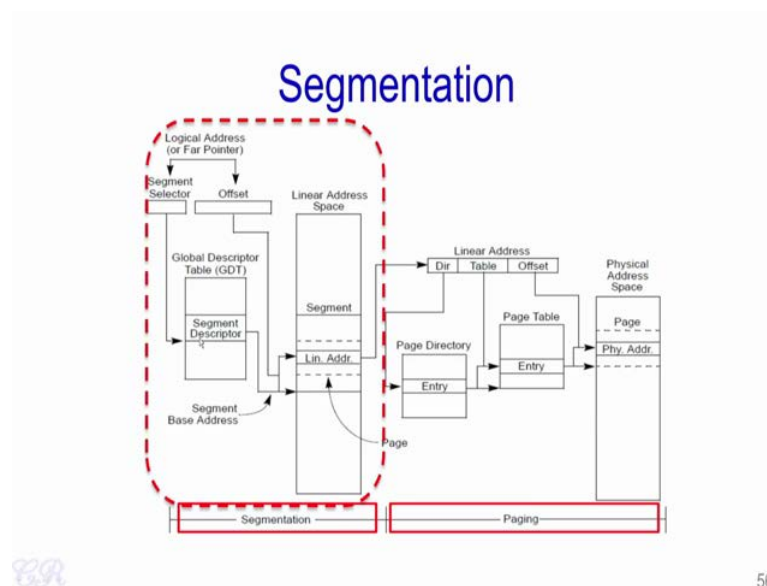 Segmentation
Logical Address
(or Far Pointer)
Segment
Selector
Offset
Linear Address
Space
Global Descriptor
Table (GDT)
Segment
Descriptor
Segment
Base Address
Segment
Lin. Addr.
Page
Linear Address
Dir
Table
Offset
Page Directory
Entry
Page Table
Entry
Physical
Address
Space
Page
Phy. Addr.
Segmentation
Paging